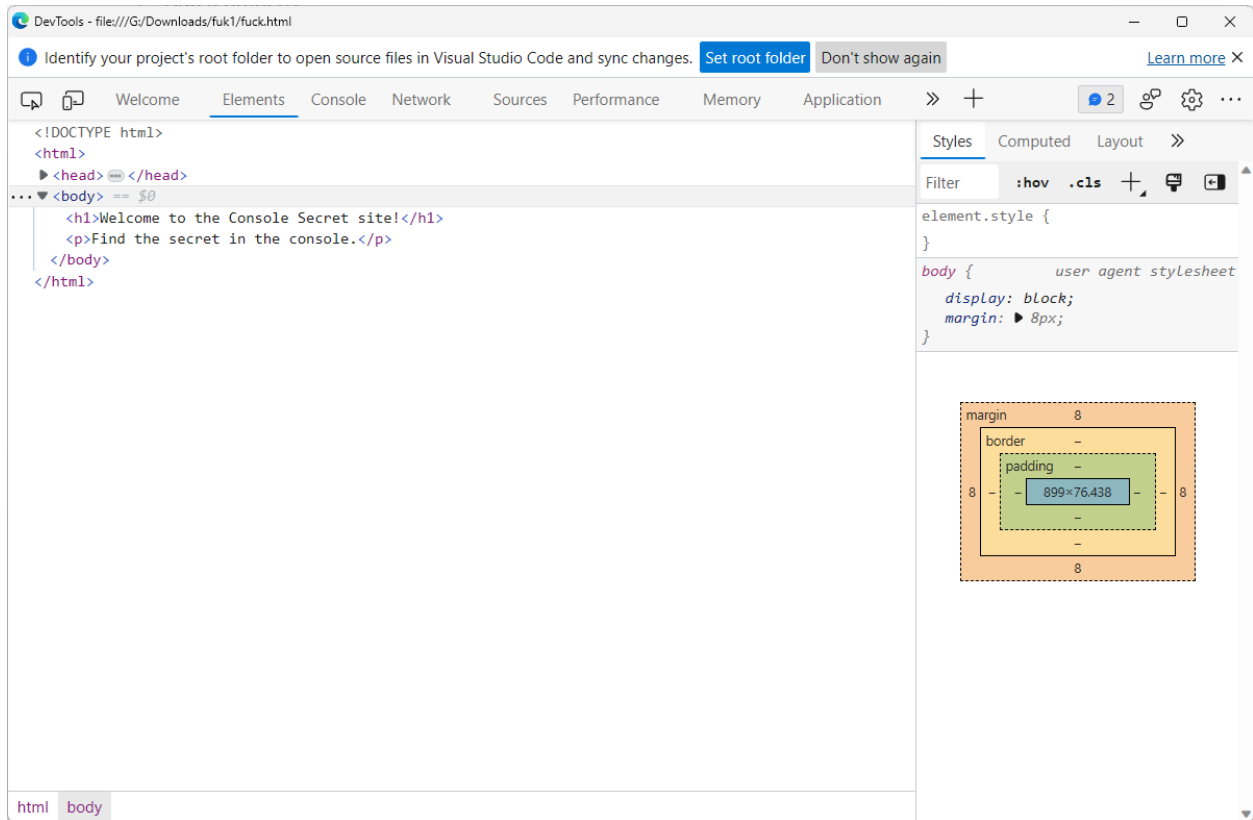 DevTools - file:///G:/Downloads/fuk1/fuck.html
Identify your project's root folder to open source files in Visual Studio Code and sync changes. Set root folder Don't show again Learn more
Welcome Elements Console Network Sources Performance Memory Application 2
<!DOCTYPE html>
<html>
<head> </head>
<body> == $0
<h1>Welcome to the Console Secret site!</h1>
<p>Find the secret in the console.</p>
</body>
</html>
html body
Styles Computed Layout
Filter :hov .cls
element.style {
}
body { user agent stylesheet
display: block;
margin: 8px;
}
margin 8
border –
padding –
8 – – 899×76.438 – – 8
–
–
8